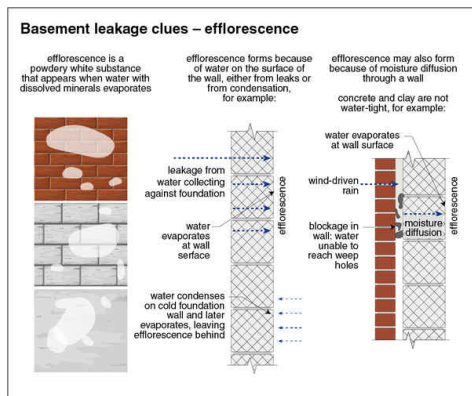 Basement leakage clues – efflorescence
efflorescence is a
powdery white substance
that appears when water with
dissolved minerals evaporates
efflorescence forms because
of water on the surface of
the wall, either from leaks or
from condensation,
for example:
leakage from
water collecting
against foundation
water
evaporates
at wall
serface
efflorescence
water condenses
on cold foundation
wall and later
evaporates, leaving
efflorescence behind
efflorescence may also form
because of moisture diffusion
through a wall
concrete and clay are not
water-tight, for example:
water evaporates
at wall surface
wind-driven
rain
blockage in
wall: water
unable to
reach weep
holes
moisture
diffusion
efflorescence